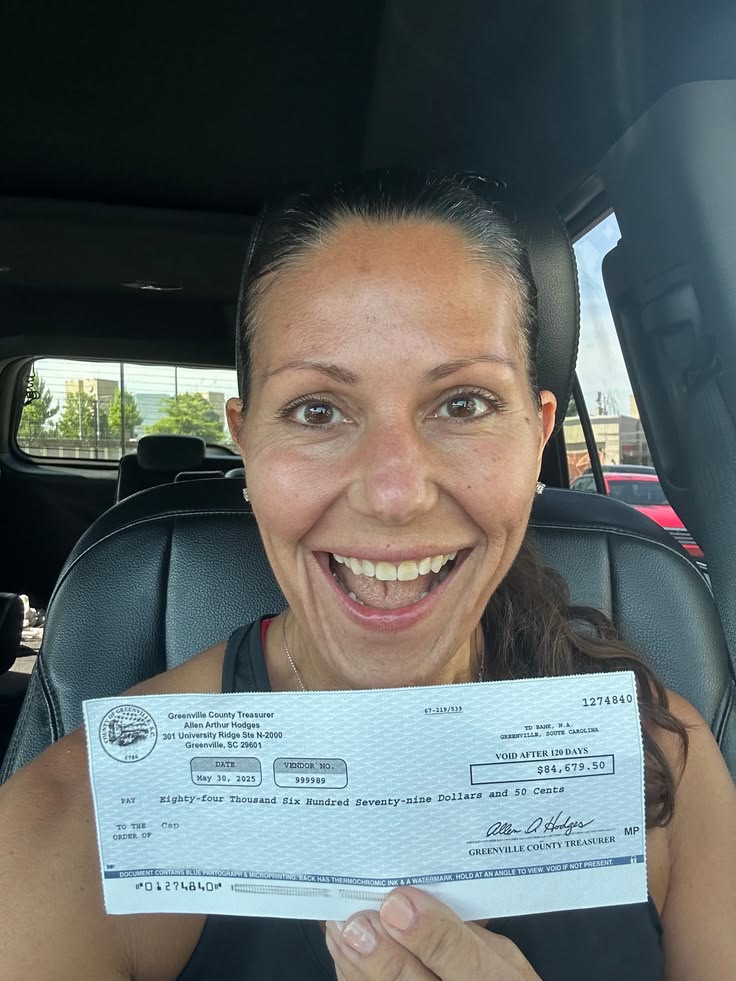 Greenville County Treasurer
Allen Arthur Hodges
301 University Ridge Ste N-2000
Greenville, SC 29601
67-219/539
1274840
TD BANK, N.A.
GREENVILLE, SOUTH CAROLINA
DATE
May 30, 2025
VENDOR NO.
999989
VOID AFTER 120 DAYS
$84,679.50
PAY Eighty-four Thousand Six Hundred Seventy-nine Dollars and 50 Cents
TO THE
ORDER OF
Cap
Allen A Hodges
GREENVILLE COUNTY TREASURER
MP
MP
DOCUMENT CONTAINS BLUE PANTOGRAPH & MICROPRINTING. BACK HAS THERMOCHROMIC INK & A WATERMARK. HOLD AT AN ANGLE TO VIEW. VOID IF NOT PRESENT.
⑈01274840⑈